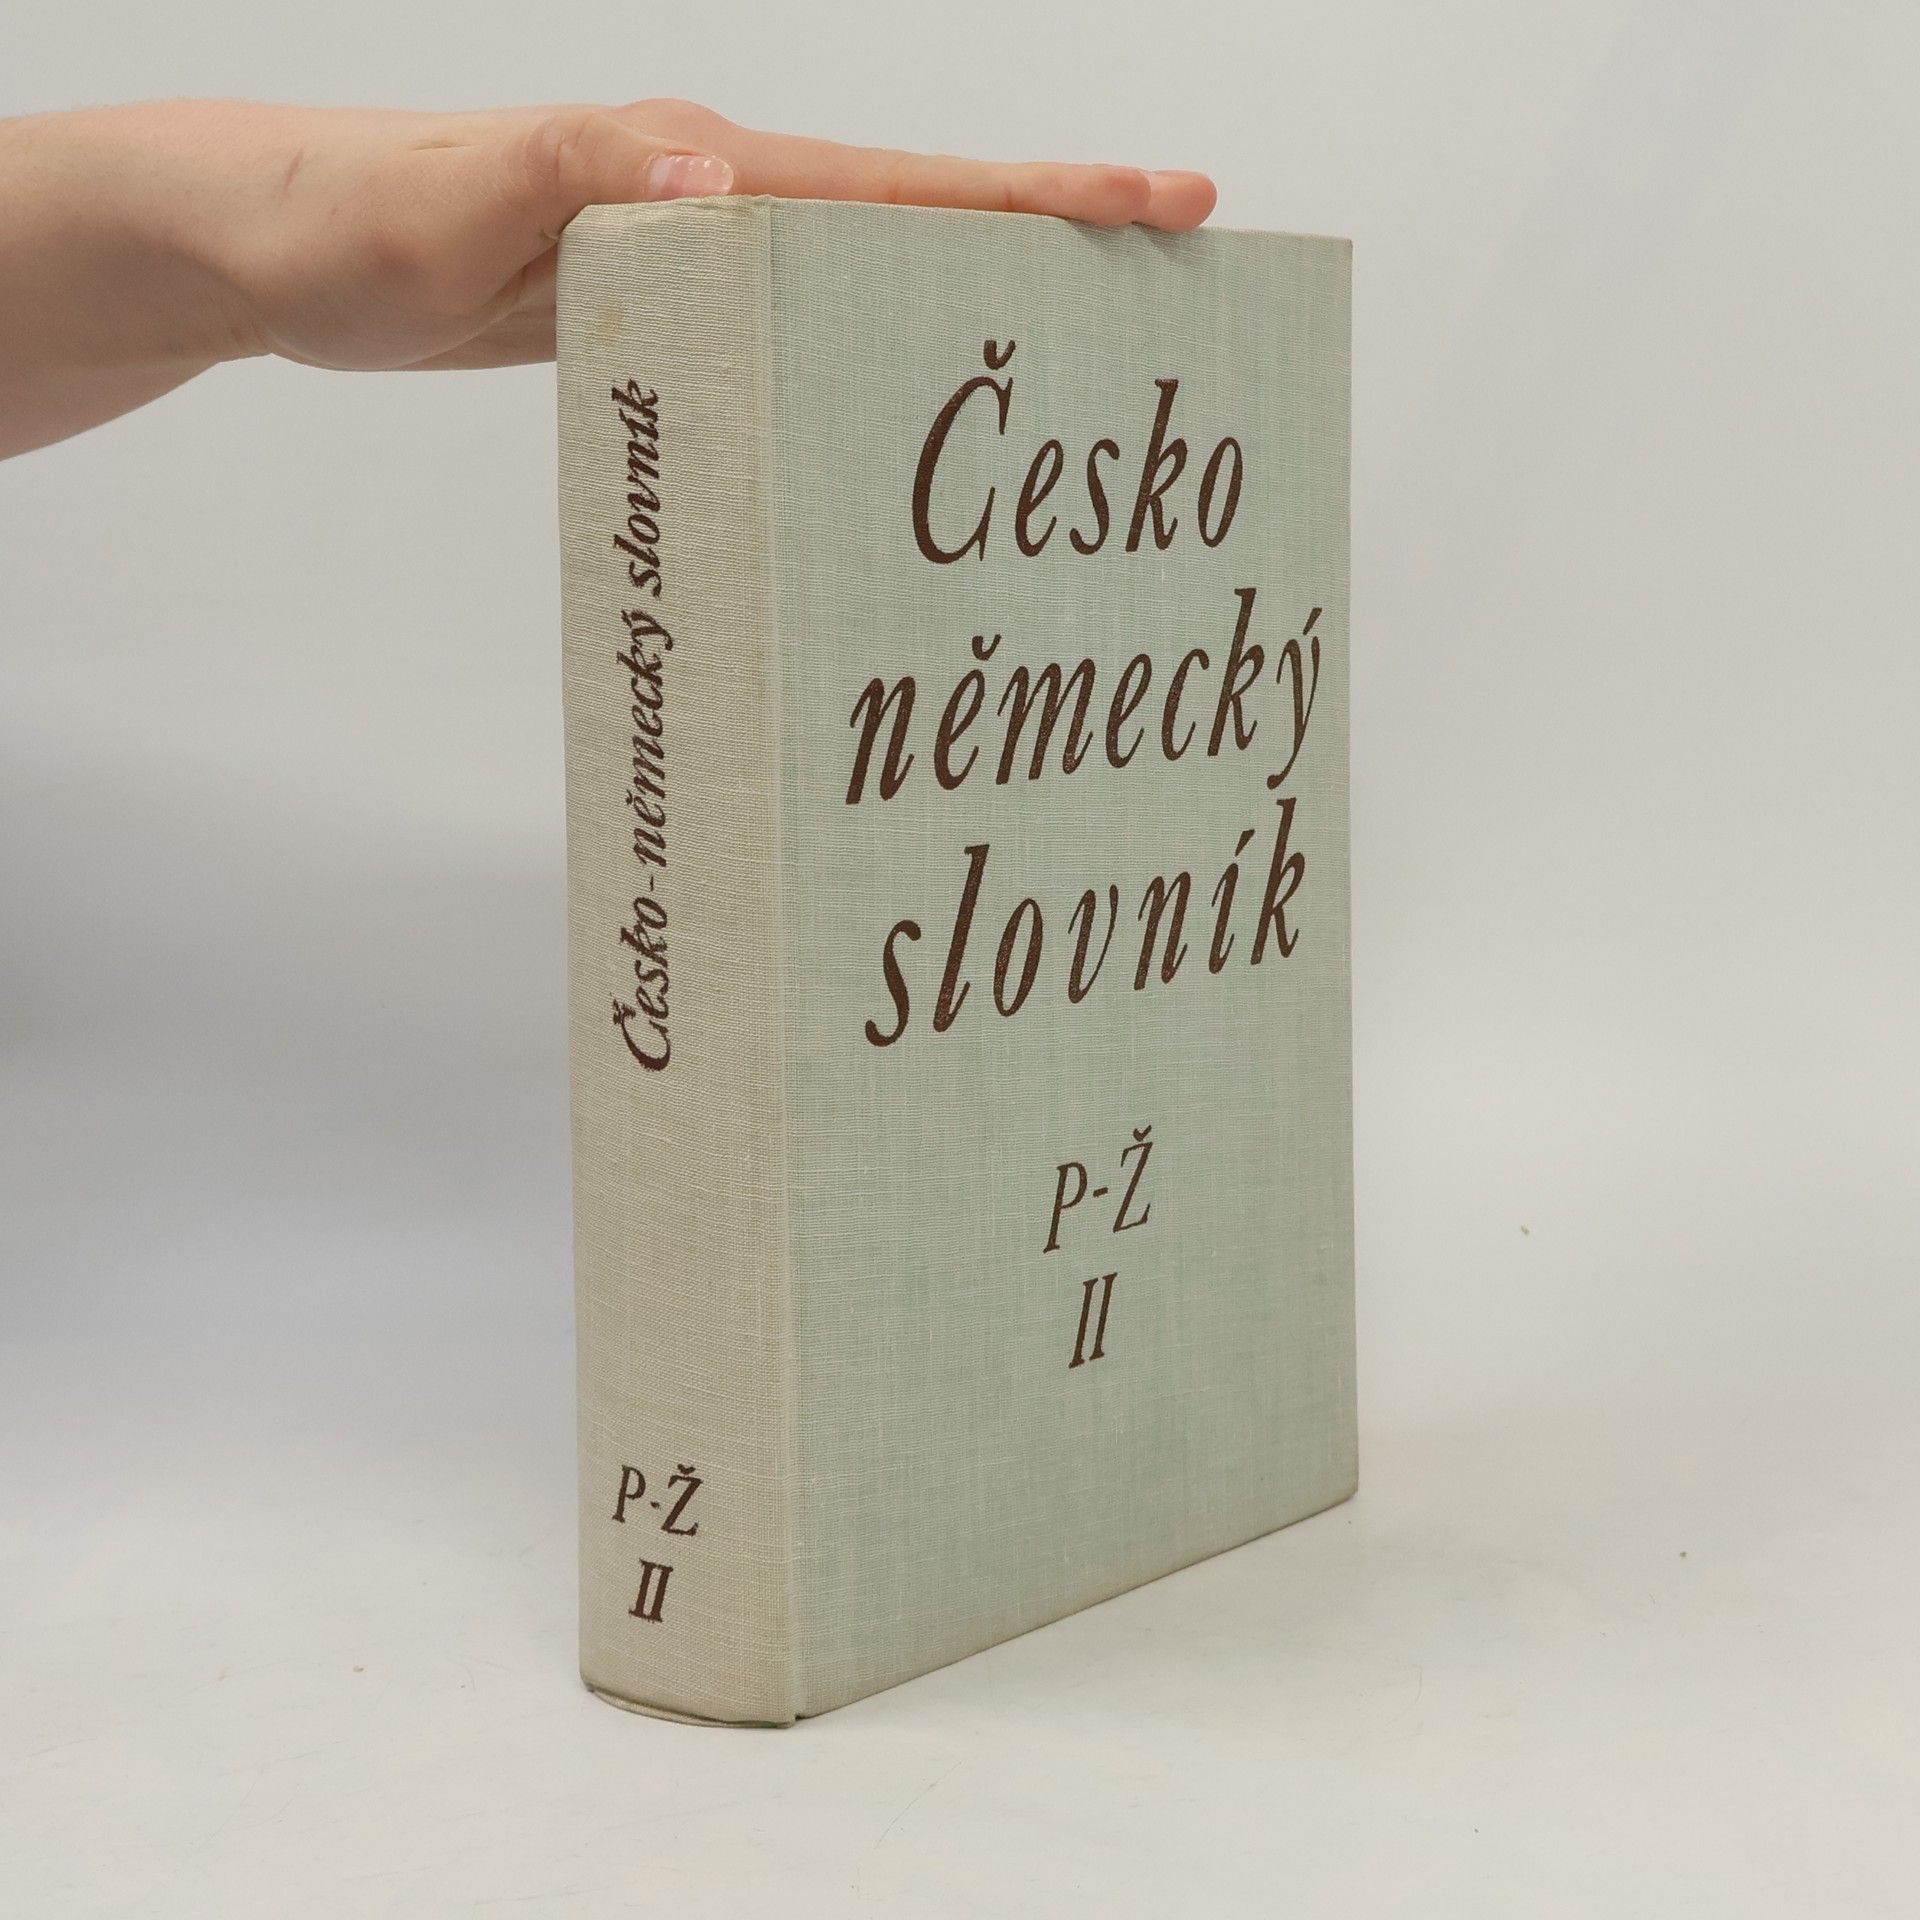 Česko-německý slovník
P-Ž
II
Česko
německý
slovník
P-Ž
II